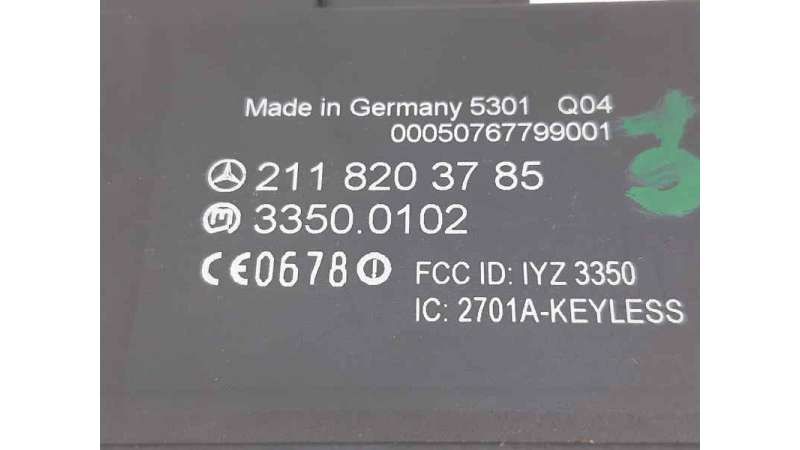 Made in Germany 5301 Q04
00050767799001
211 820 37 85
3350.0102
CE0678
FCC ID: IYZ 3350
IC: 2701A-KEYLESS